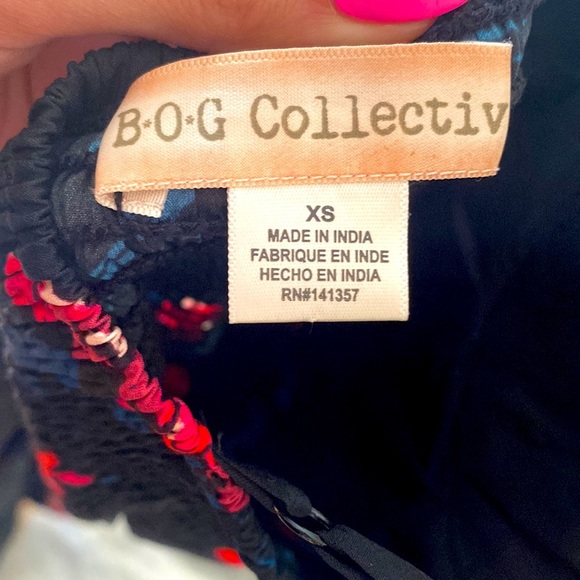 B*O*G Collectiv
XS
MADE IN INDIA
FABRIQUE EN INDE
HECHO EN INDIA
RN#141357